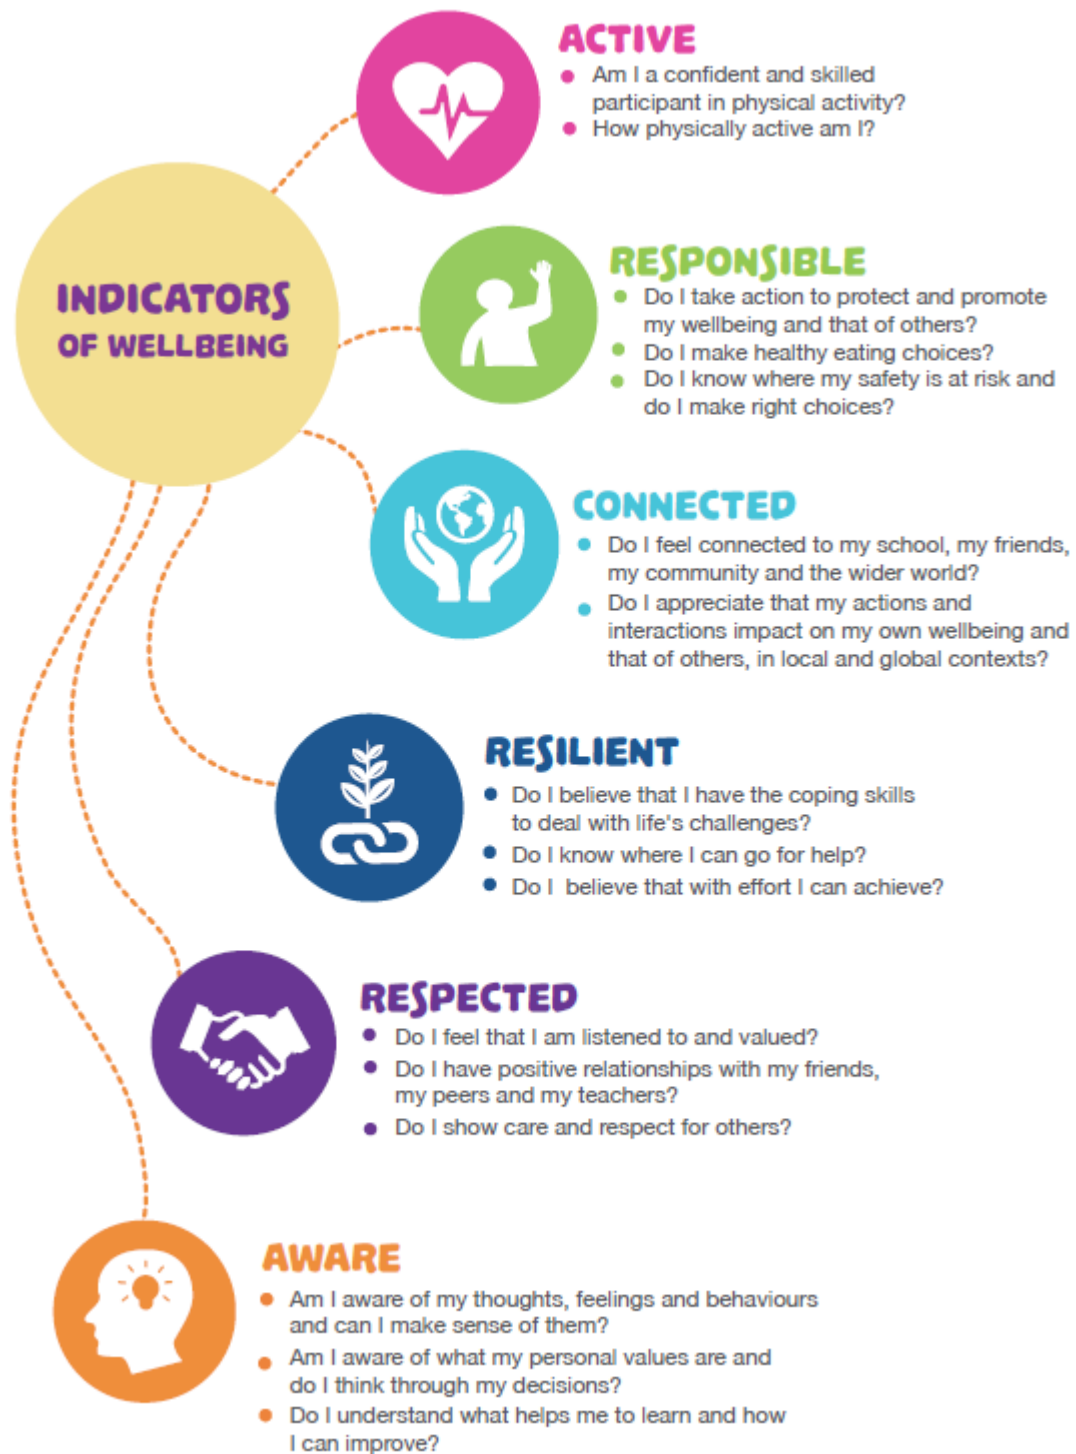 ACTIVE
Am I a confident and skilled
participant in physical activity?
How physically active am I?
INDICATORS
OF WELLBEING
RESPONSIBLE
Do I take action to protect and promote
my wellbeing and that of others?
Do I make healthy eating choices?
Do I know where my safety is at risk and
do I make right choices?
CONNECTED
Do I feel connected to my school, my friends,
my community and the wider world?
Do I appreciate that my actions and
interactions impact on my own wellbeing and
that of others, in local and global contexts?
RESILIENT
Do I believe that I have the coping skills
to deal with life's challenges?
Do I know where I can go for help?
Do I believe that with effort I can achieve?
RESPECTED
Do I feel that I am listened to and valued?
Do I have positive relationships with my friends,
my peers and my teachers?
Do I show care and respect for others?
AWARE
Am I aware of my thoughts, feelings and behaviours
and can I make sense of them?
Am I aware of what my personal values are and
do I think through my decisions?
Do I understand what helps me to learn and how
I can improve?